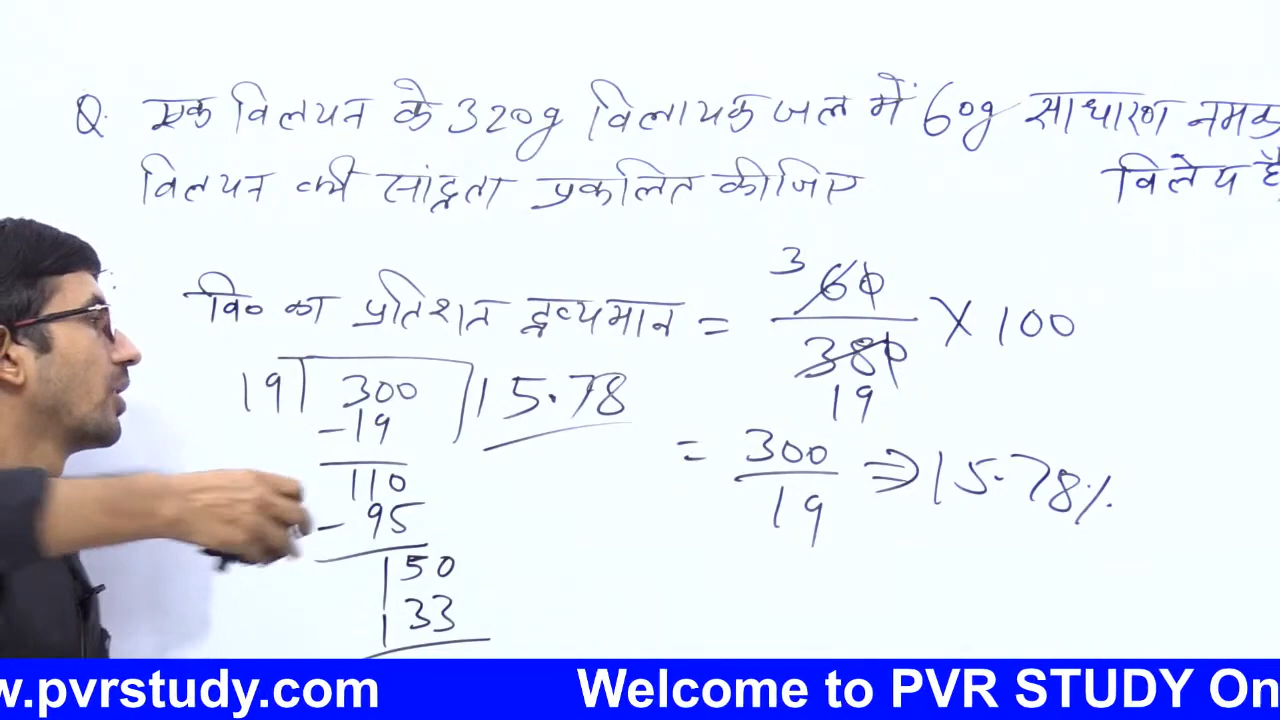 Q. एक विलयन के 320g विलायक जल में 60g साधारण नमक
विलेय है
विलयन की सांद्रता प्रकलित कीजिए
वि० का प्रतिशत द्रव्यमान = 60/380 × 100
3
19
= 300/19 ⇒ 15.78%
19) 300 (15.78
-19
110
- 95
150
133
w.pvrstudy.com Welcome to PVR STUDY On